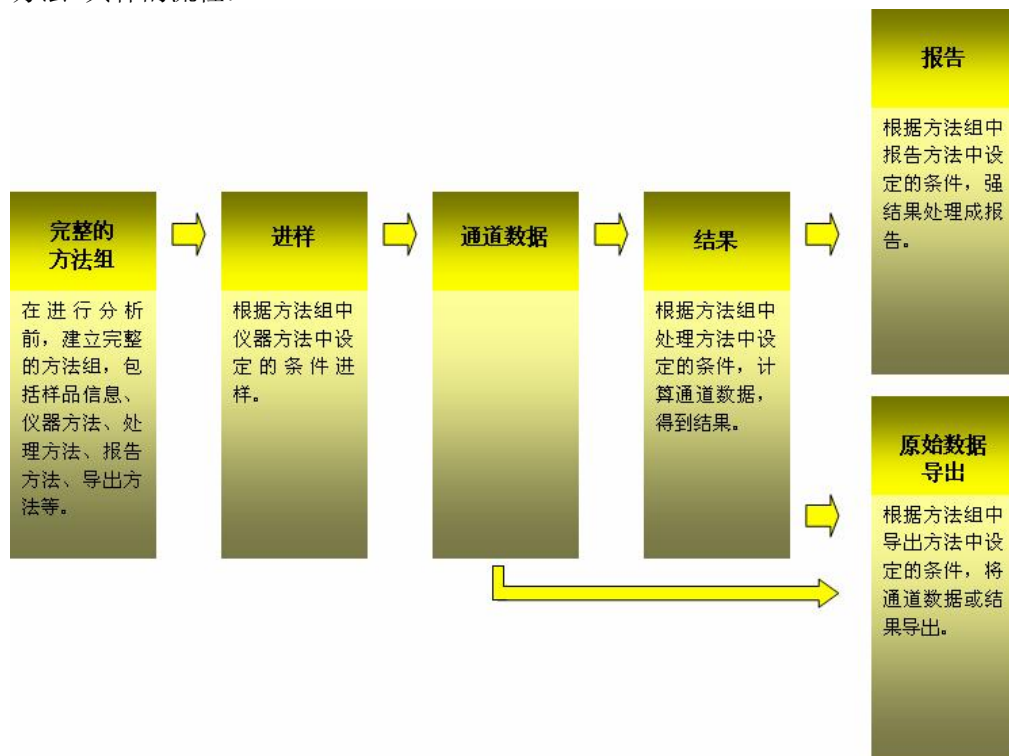 完整的
方法组
在进行分析
前，建立完整
的方法组，包
括样品信息、
仪器方法、处
理方法、报告
方法、导出方
法等。
进样
根据方法组中
仪器方法中设
定的条件进
样。
通道数据
结果
根据方法组中
处理方法中设
定的条件，计
算通道数据，
得到结果。
报告
根据方法组中
报告方法中设
定的条件，强
结果处理成报
告。
原始数据
导出
根据方法组中
导出方法中设
定的条件，将
通道数据或结
果导出。